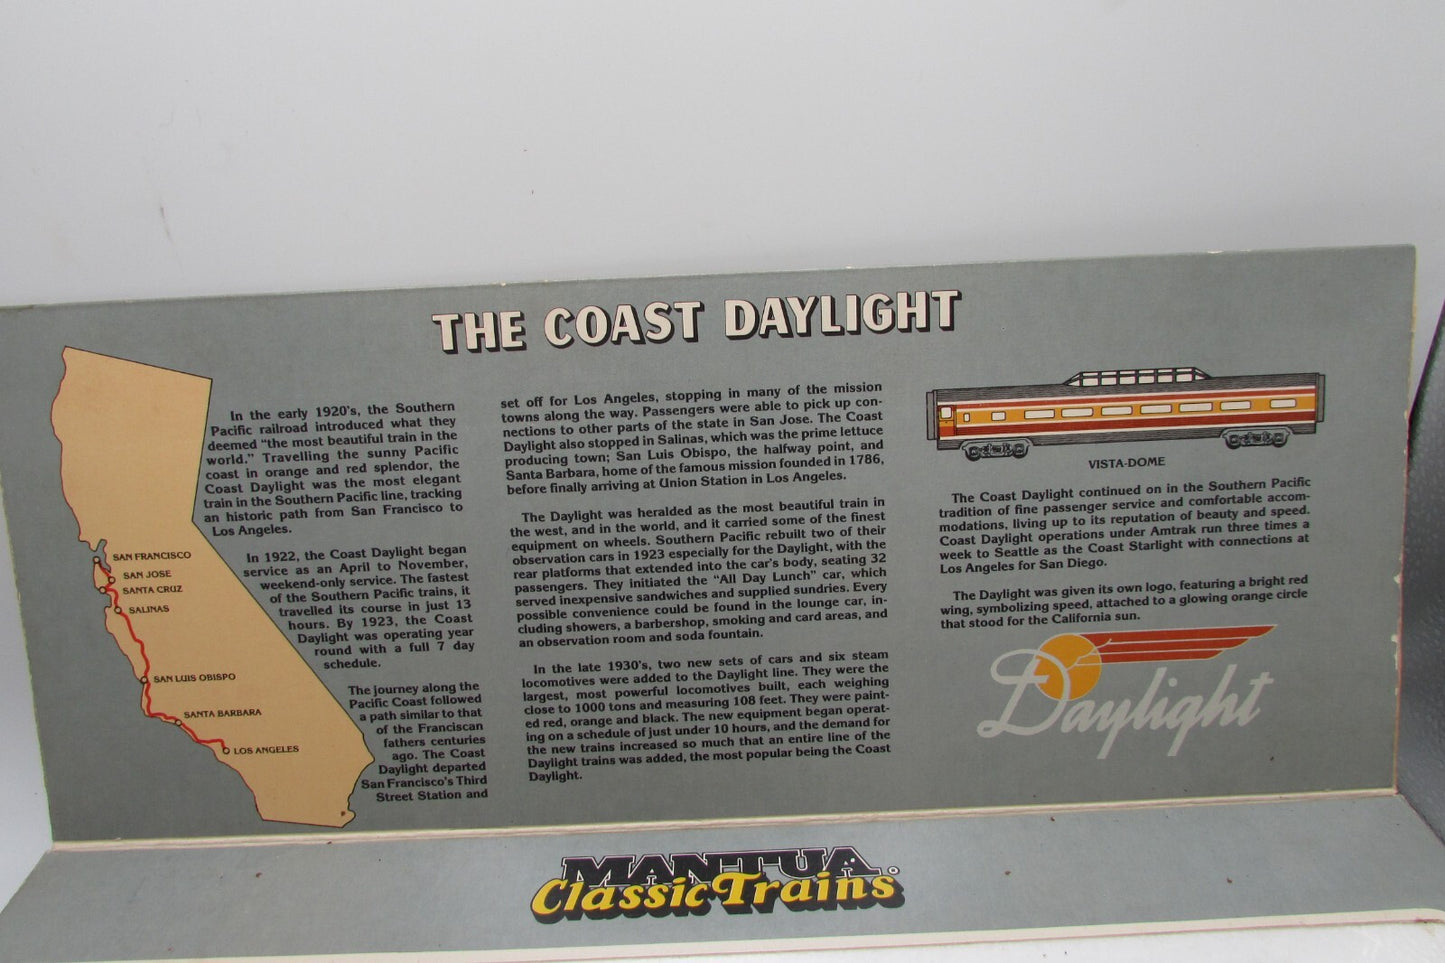 THE COAST DAYLIGHT
In the early 1920's, the Southern
Pacific railroad introduced what they
deemed “the most beautiful train in the
world.” Travelling the sunny Pacific
coast in orange and red splendor, the
Coast Daylight was the most elegant
train in the Southern Pacific line, tracking
an historic path from San Francisco to
Los Angeles.
In 1922, the Coast Daylight began
service as an April to November,
weekend-only service. The fastest
of the Southern Pacific trains, it
travelled its course in just 13
hours. By 1923, the Coast
Daylight was operating year
round with a full 7 day
schedule.
The journey along the
Pacific Coast followed
a path similar to that
of the Franciscan
fathers centuries
ago. The Coast
Daylight departed
San Francisco's Third
Street Station and
SAN FRANCISCO
SAN JOSE
SANTA CRUZ
SALINAS
SAN LUIS OBISPO
SANTA BARBARA
LOS ANGELES
set off for Los Angeles, stopping in many of the mission
towns along the way. Passengers were able to pick up con-
nections to other parts of the state in San Jose. The Coast
Daylight also stopped in Salinas, which was the prime lettuce
producing town; San Luis Obispo, the halfway point, and
Santa Barbara, home of the famous mission founded in 1786,
before finally arriving at Union Station in Los Angeles.
The Daylight was heralded as the most beautiful train in
the west, and in the world, and it carried some of the finest
equipment on wheels. Southern Pacific rebuilt two of their
observation cars in 1923 especially for the Daylight, with the
rear platforms that extended into the car's body, seating 32
passengers. They initiated the “All Day Lunch” car, which
served inexpensive sandwiches and supplied sundries. Every
possible convenience could be found in the lounge car, in-
cluding showers, a barbershop, smoking and card areas, and
an observation room and soda fountain.
In the late 1930's, two new sets of cars and six steam
locomotives were added to the Daylight line. They were the
largest, most powerful locomotives built, each weighing
close to 1000 tons and measuring 108 feet. They were paint-
ed red, orange and black. The new equipment began operat-
ing on a schedule of just under 10 hours, and the demand for
the new trains increased so much that an entire line of the
Daylight trains was added, the most popular being the Coast
Daylight.
VISTA-DOME
The Coast Daylight continued on in the Southern Pacific
tradition of fine passenger service and comfortable accom-
modations, living up to its reputation of beauty and speed.
Coast Daylight operations under Amtrak run three times a
week to Seattle as the Coast Starlight with connections at
Los Angeles for San Diego.
The Daylight was given its own logo, featuring a bright red
wing, symbolizing speed, attached to a glowing orange circle
that stood for the California sun.
Daylight
MANTUA®
Classic Trains